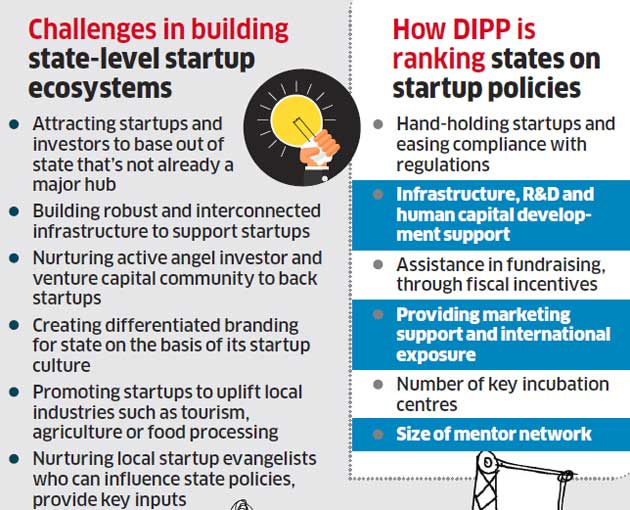 Challenges in building
state-level startup
ecosystems
Attracting startups and
investors to base out of
state that's not already a
major hub
Building robust and interconnected
infrastructure to support startups
Nurturing active angel investor and
venture capital community to back
startups
Creating differentiated branding
for state on the basis of its startup
culture
Promoting startups to uplift local
industries such as tourism,
agriculture or food processing
Nurturing local startup evangelists
who can influence state policies,
provide key inputs
How DIPP is
ranking states on
startup policies
Hand-holding startups and
easing compliance with
regulations
Infrastructure, R&D and
human capital develop-
ment support
Assistance in fundraising,
through fiscal incentives
Providing marketing
support and international
exposure
Number of key incubation
centres
Size of mentor network